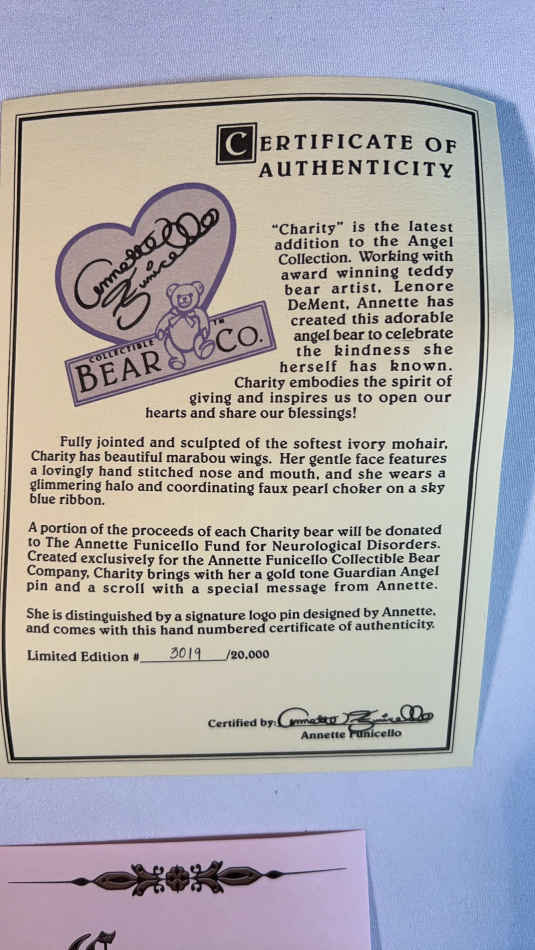 CERTIFICATE OF
AUTHENTICITY
Annette
Funicello
COLLECTIBLE
BEAR CO.™
"Charity" is the latest
addition to the Angel
Collection. Working with
award winning teddy
bear artist, Lenore
DeMent, Annette has
created this adorable
angel bear to celebrate
the kindness she
herself has known.
Charity embodies the spirit of
giving and inspires us to open our
hearts and share our blessings!
Fully jointed and sculpted of the softest ivory mohair,
Charity has beautiful marabou wings. Her gentle face features
a lovingly hand stitched nose and mouth, and she wears a
glimmering halo and coordinating faux pearl choker on a sky
blue ribbon.
A portion of the proceeds of each Charity bear will be donated
to The Annette Funicello Fund for Neurological Disorders.
Created exclusively for the Annette Funicello Collectible Bear
Company, Charity brings with her a gold tone Guardian Angel
pin and a scroll with a special message from Annette.
She is distinguished by a signature logo pin designed by Annette,
and comes with this hand numbered certificate of authenticity.
Limited Edition # 3019 /20,000
Certified by: Annette Funicello
Annette Funicello